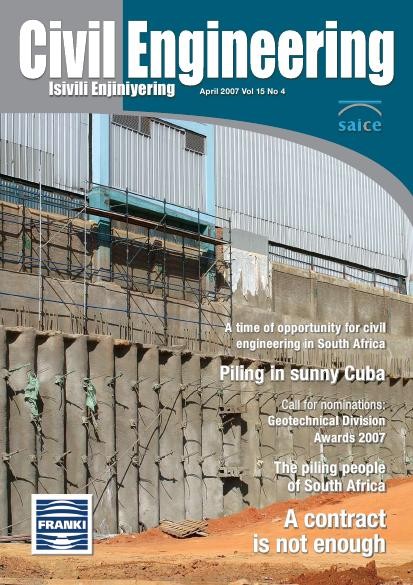 Civil Engineering
Isivili Enjiniyering
April 2007 Vol 15 No 4
saice
A time of opportunity for civil
engineering in South Africa
Piling in sunny Cuba
Call for nominations:
Geotechnical Division
Awards 2007
The piling people
of South Africa
A contract
is not enough
FRANKI